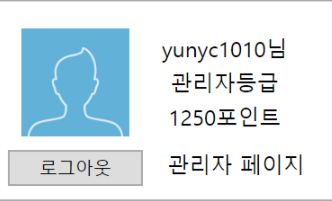 yunyc1010님
관리자등급
1250포인트
로그아웃
관리자 페이지